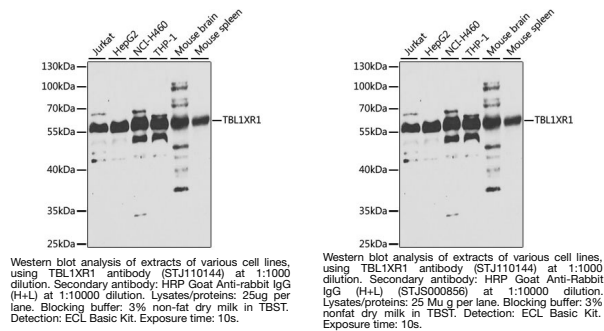 Jurkat HepG2 NCI-H460 THP-1 Mouse brain Mouse spleen
130kDa
100kDa
70kDa
TBL1XR1
55kDa
40kDa
35kDa
25kDa
Western blot analysis of extracts of various cell lines,
using TBL1XR1 antibody (STJ110144) at 1:1000
dilution. Secondary antibody: HRP Goat Anti-rabbit IgG
(H+L) at 1:10000 dilution. Lysates/proteins: 25ug per
lane. Blocking buffer: 3% non-fat dry milk in TBST.
Detection: ECL Basic Kit. Exposure time: 10s.
Jurkat HepG2 NCI-H460 THP-1 Mouse brain Mouse spleen
130kDa
100kDa
70kDa
TBL1XR1
55kDa
40kDa
35kDa
25kDa
Western blot analysis of extracts of various cell lines,
using TBL1XR1 antibody (STJ110144) at 1:1000
dilution. Secondary antibody: HRP Goat Anti-Rabbit
IgG (H+L) (STJS000856) at 1:10000 dilution.
Lysates/proteins: 25 Mu g per lane. Blocking buffer: 3%
nonfat dry milk in TBST. Detection: ECL Basic Kit.
Exposure time: 10s.